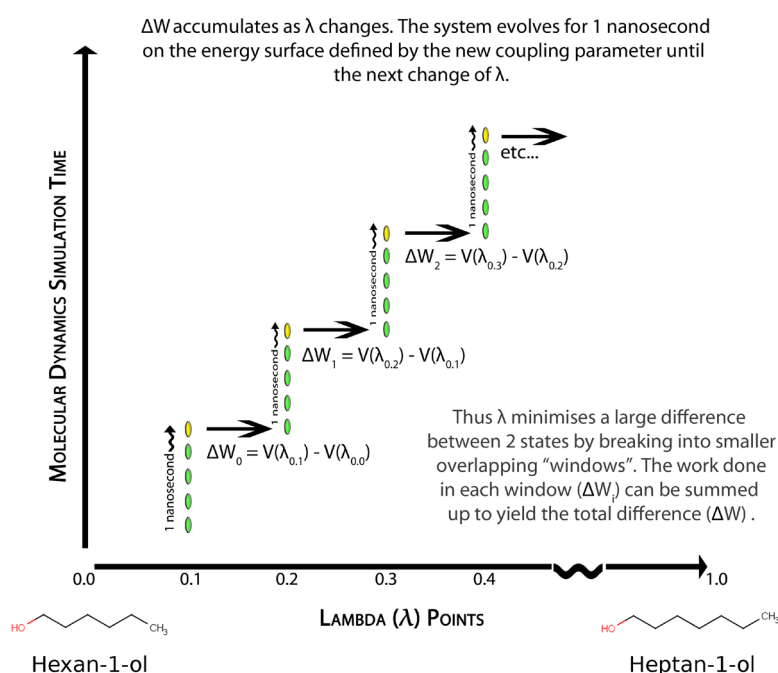 ΔW accumulates as λ changes. The system evolves for 1 nanosecond
on the energy surface defined by the new coupling parameter until
the next change of λ.
MOLECULAR DYNAMICS SIMULATION TIME
1 nanosecond
etc...
1 nanosecond
ΔW₂ = V(λ₀.₃) - V(λ₀.₂)
1 nanosecond
ΔW₁ = V(λ₀.₂) - V(λ₀.₁)
1 nanosecond
ΔW₀ = V(λ₀.₁) - V(λ₀.₀)
Thus λ minimises a large difference
between 2 states by breaking into smaller
overlapping “windows”. The work done
in each window (ΔWᵢ) can be summed
up to yield the total difference (ΔW) .
0.0 0.1 0.2 0.3 0.4 1.0
LAMBDA (λ) POINTS
HO CH₃
HO CH₃
Hexan-1-ol
Heptan-1-ol